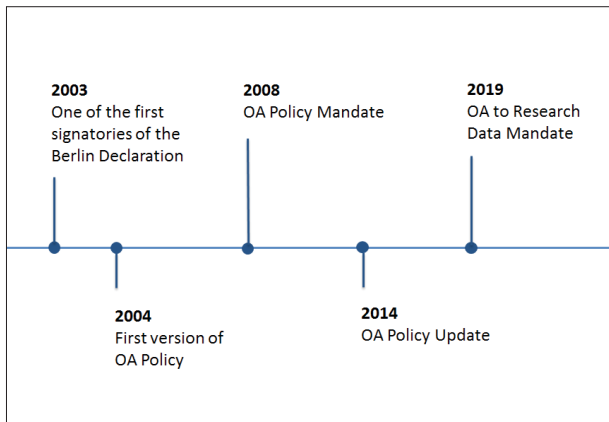 2003
One of the first
signatories of the
Berlin Declaration
2004
First version of
OA Policy
2008
OA Policy Mandate
2014
OA Policy Update
2019
OA to Research
Data Mandate